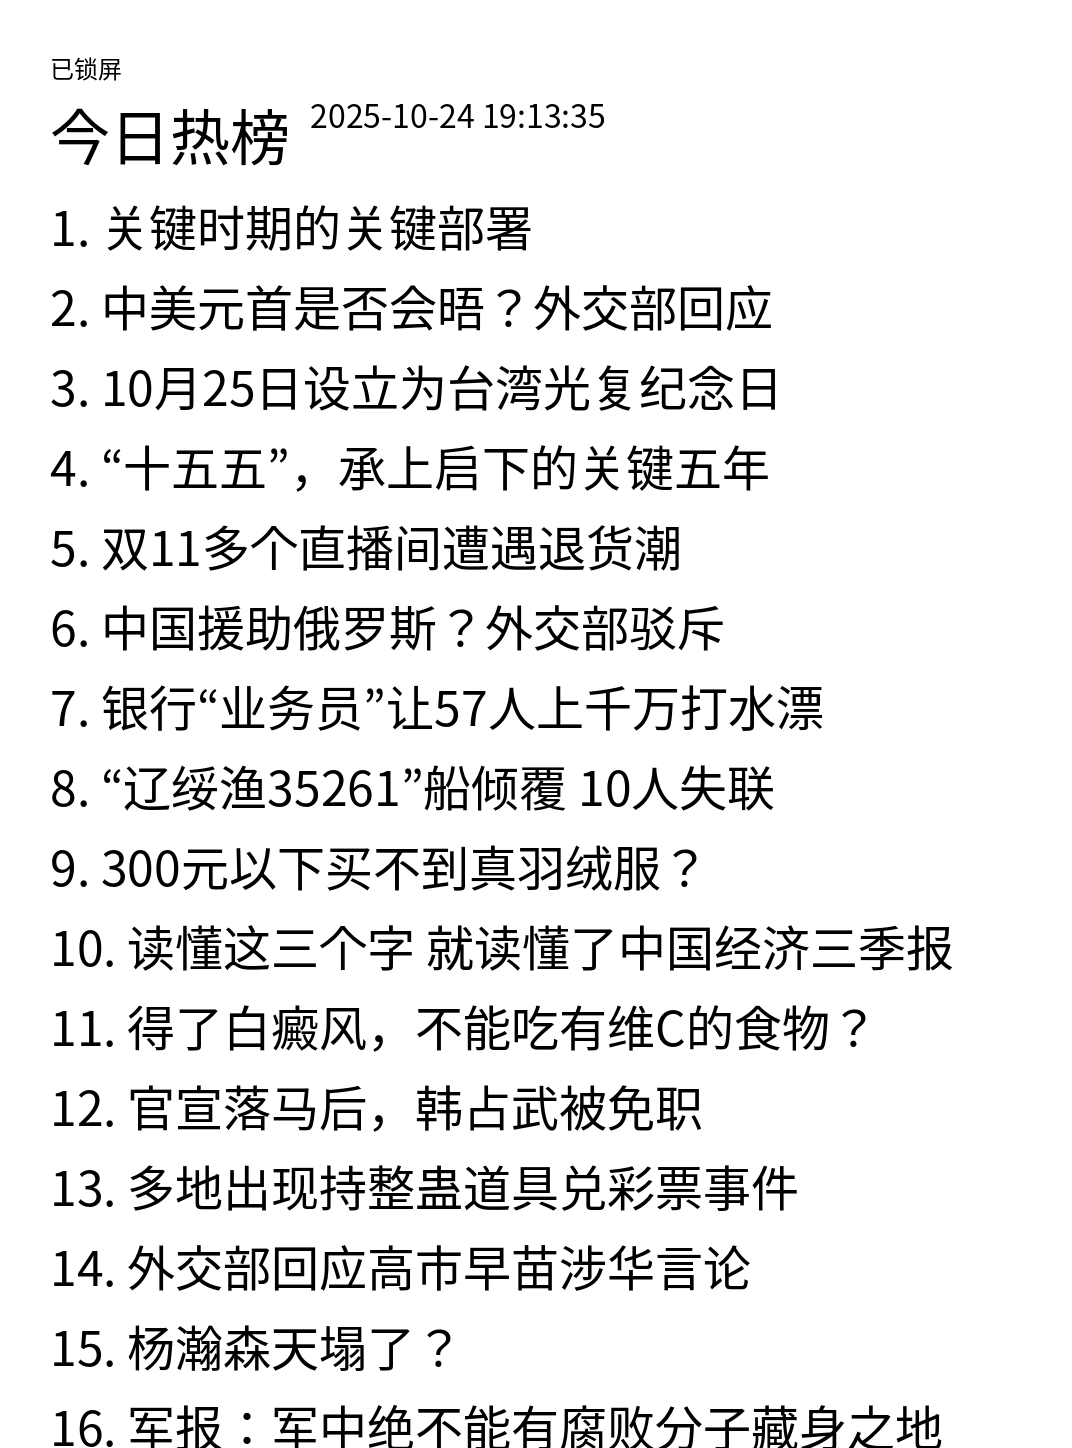 已锁屏
今日热榜 2025-10-24 19:13:35
1. 关键时期的关键部署
2. 中美元首是否会晤？外交部回应
3. 10月25日设立为台湾光复纪念日
4. “十五五”，承上启下的关键五年
5. 双11多个直播间遭遇退货潮
6. 中国援助俄罗斯？外交部驳斥
7. 银行“业务员”让57人上千万打水漂
8. “辽绥渔35261”船倾覆 10人失联
9. 300元以下买不到真羽绒服？
10. 读懂这三个字 就读懂了中国经济三季报
11. 得了白癜风，不能吃有维C的食物？
12. 官宣落马后，韩占武被免职
13. 多地出现持整蛊道具兑彩票事件
14. 外交部回应高市早苗涉华言论
15. 杨瀚森天塌了？
16. 军报：军中绝不能有腐败分子藏身之地